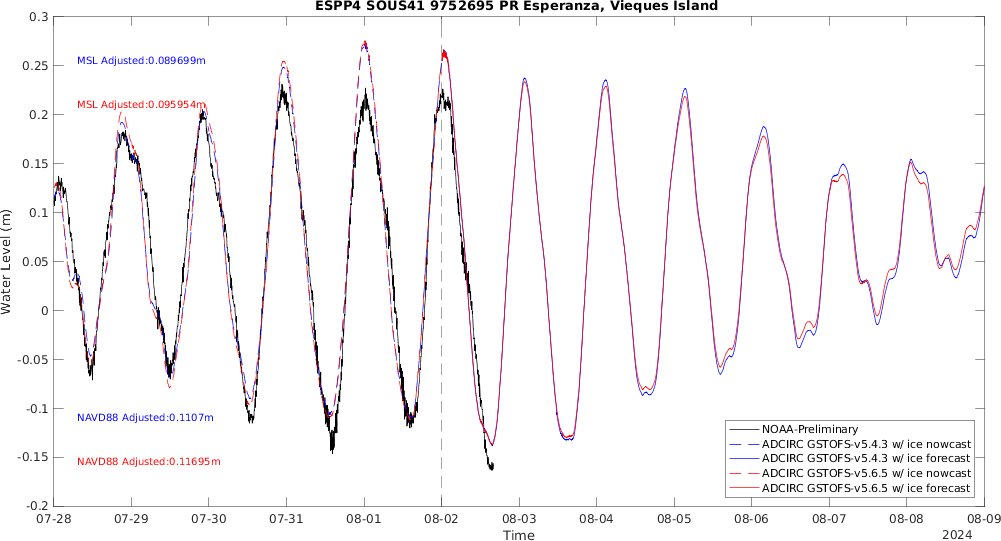 ESPP4 SOUS41 9752695 PR Esperanza, Vieques Island
0.3
0.25
0.2
0.15
0.1
0.05
0
-0.05
-0.1
-0.15
-0.2
Water Level (m)
MSL Adjusted:0.089699m
MSL Adjusted:0.095954m
NAVD88 Adjusted:0.1107m
NAVD88 Adjusted:0.11695m
NOAA-Preliminary
ADCIRC GSTOFS-v5.4.3 w/ ice nowcast
ADCIRC GSTOFS-v5.4.3 w/ ice forecast
ADCIRC GSTOFS-v5.6.5 w/ ice nowcast
ADCIRC GSTOFS-v5.6.5 w/ ice forecast
07-28 07-29 07-30 07-31 08-01 08-02 08-03 08-04 08-05 08-06 08-07 08-08 08-09
Time
2024